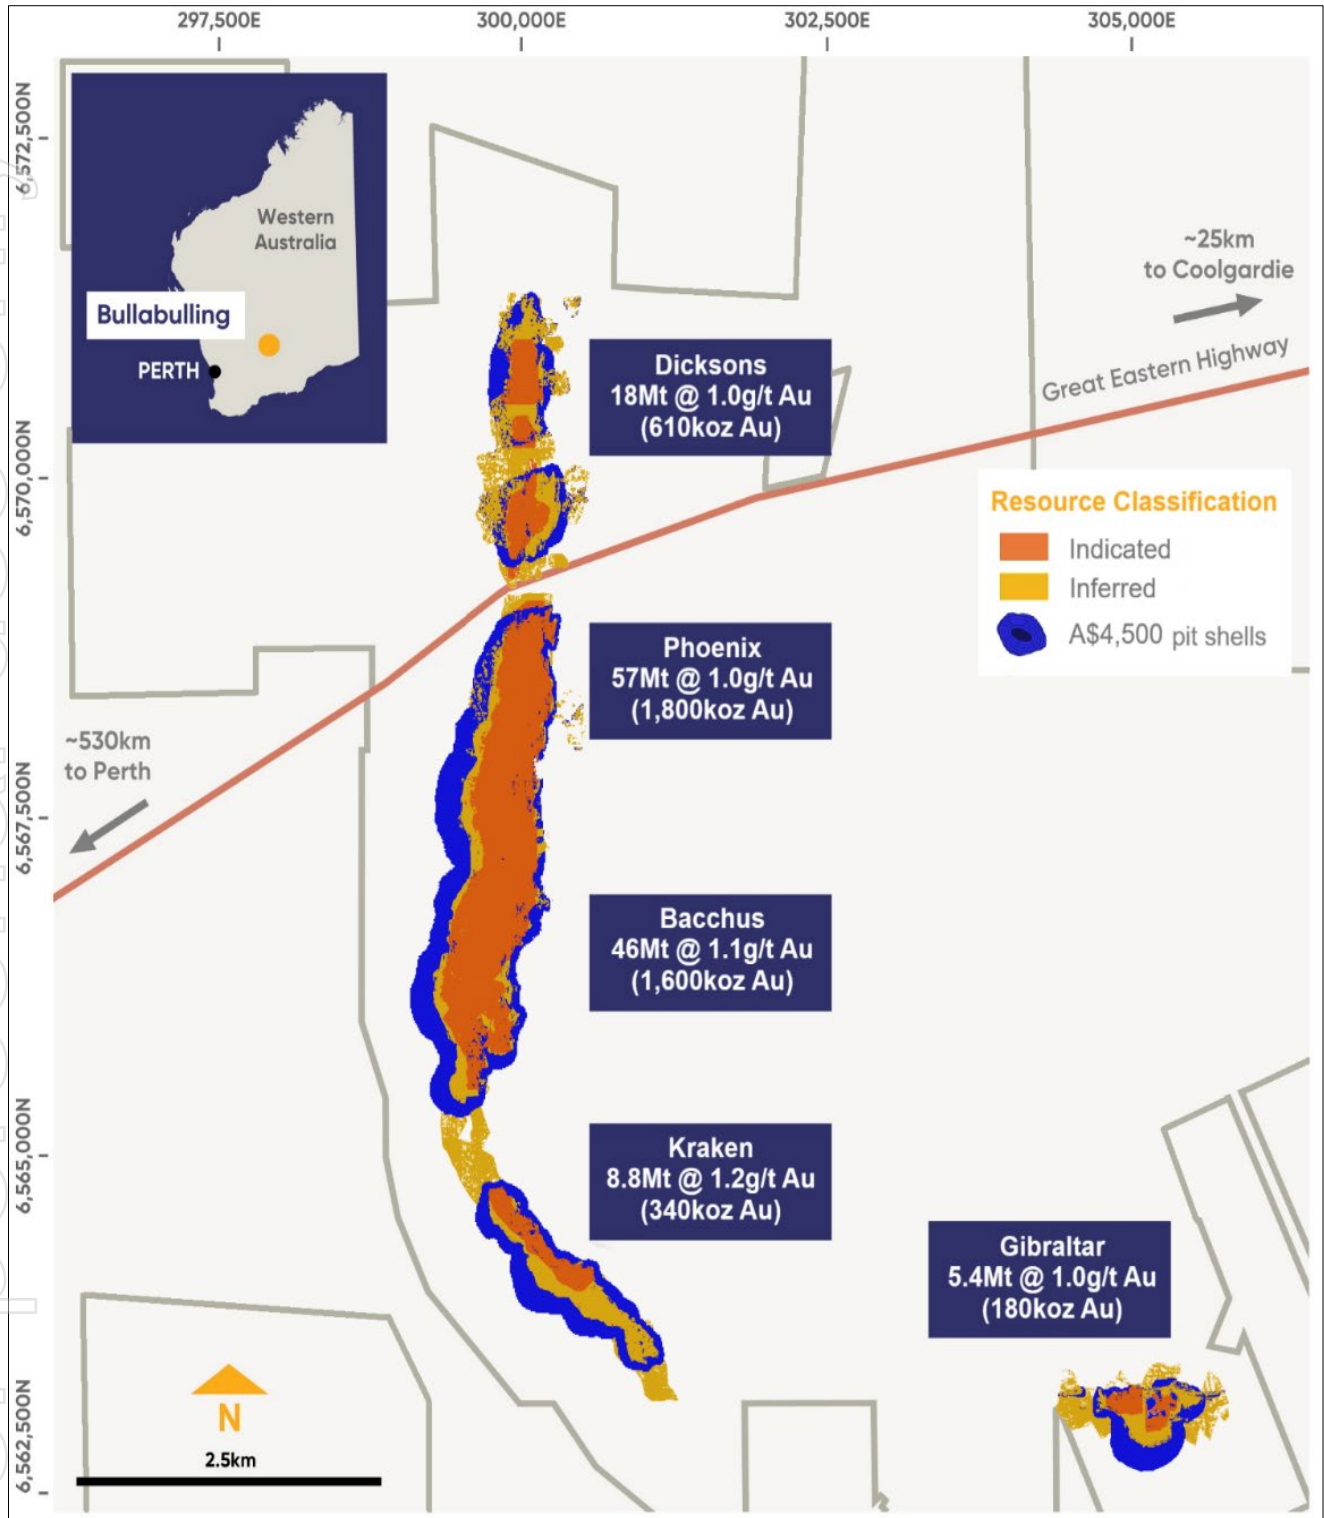 297,500E
300,000E
302,500E
305,000E
6,572,500N
6,570,000N
6,567,500N
6,565,000N
6,562,500N
Western
Australia
Bullabulling
PERTH
~25km
to Coolgardie
Great Eastern Highway
Dicksons
18Mt @ 1.0g/t Au
(610koz Au)
Resource Classification
Indicated
Inferred
A$4,500 pit shells
Phoenix
57Mt @ 1.0g/t Au
(1,800koz Au)
~530km
to Perth
Bacchus
46Mt @ 1.1g/t Au
(1,600koz Au)
Kraken
8.8Mt @ 1.2g/t Au
(340koz Au)
Gibraltar
5.4Mt @ 1.0g/t Au
(180koz Au)
N
2.5km